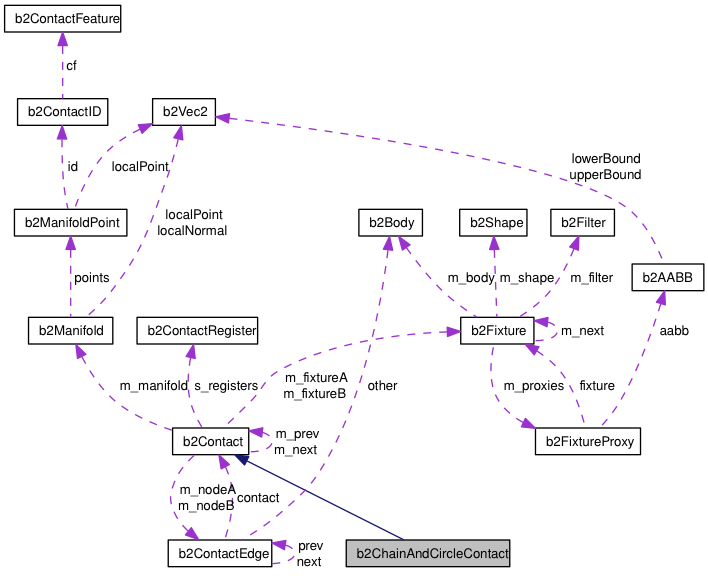 b2ContactFeature
cf
b2ContactID
b2Vec2
lowerBound
upperBound
id
localPoint
b2ManifoldPoint
localPoint
localNormal
b2Body
b2Shape
b2Filter
b2AABB
points
m_body
m_shape
m_filter
b2Manifold
b2ContactRegister
b2Fixture
m_next
aabb
m_manifold
s_registers
m_fixtureA
m_fixtureB
other
m_proxies
fixture
b2Contact
m_prev
m_next
b2FixtureProxy
m_nodeA
m_nodeB
contact
b2ContactEdge
prev
next
b2ChainAndCircleContact